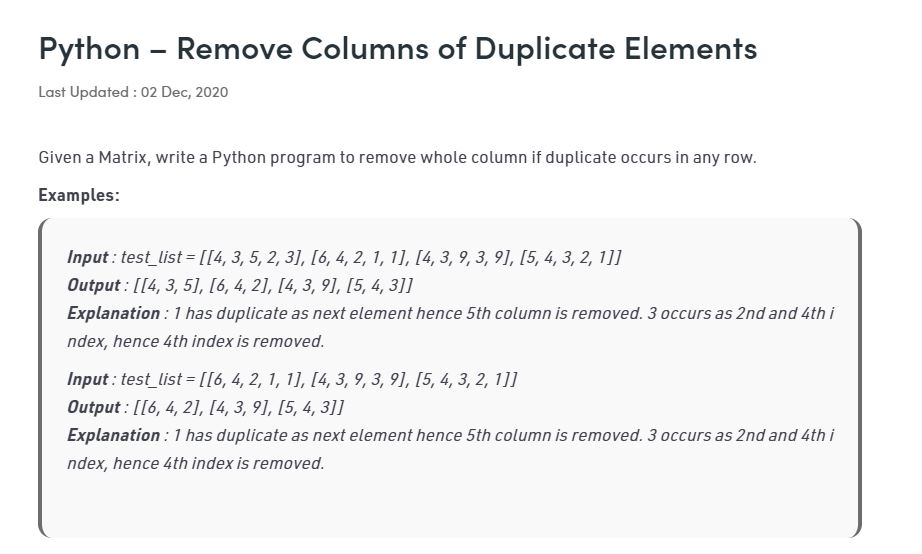 Python – Remove Columns of Duplicate Elements
Last Updated : 02 Dec, 2020
Given a Matrix, write a Python program to remove whole column if duplicate occurs in any row.
Examples:
Input : test_list = [[4, 3, 5, 2, 3], [6, 4, 2, 1, 1], [4, 3, 9, 3, 9], [5, 4, 3, 2, 1]]
Output : [[4, 3, 5], [6, 4, 2], [4, 3, 9], [5, 4, 3]]
Explanation : 1 has duplicate as next element hence 5th column is removed. 3 occurs as 2nd and 4th i
ndex, hence 4th index is removed.
Input : test_list = [[6, 4, 2, 1, 1], [4, 3, 9, 3, 9], [5, 4, 3, 2, 1]]
Output : [[6, 4, 2], [4, 3, 9], [5, 4, 3]]
Explanation : 1 has duplicate as next element hence 5th column is removed. 3 occurs as 2nd and 4th i
ndex, hence 4th index is removed.